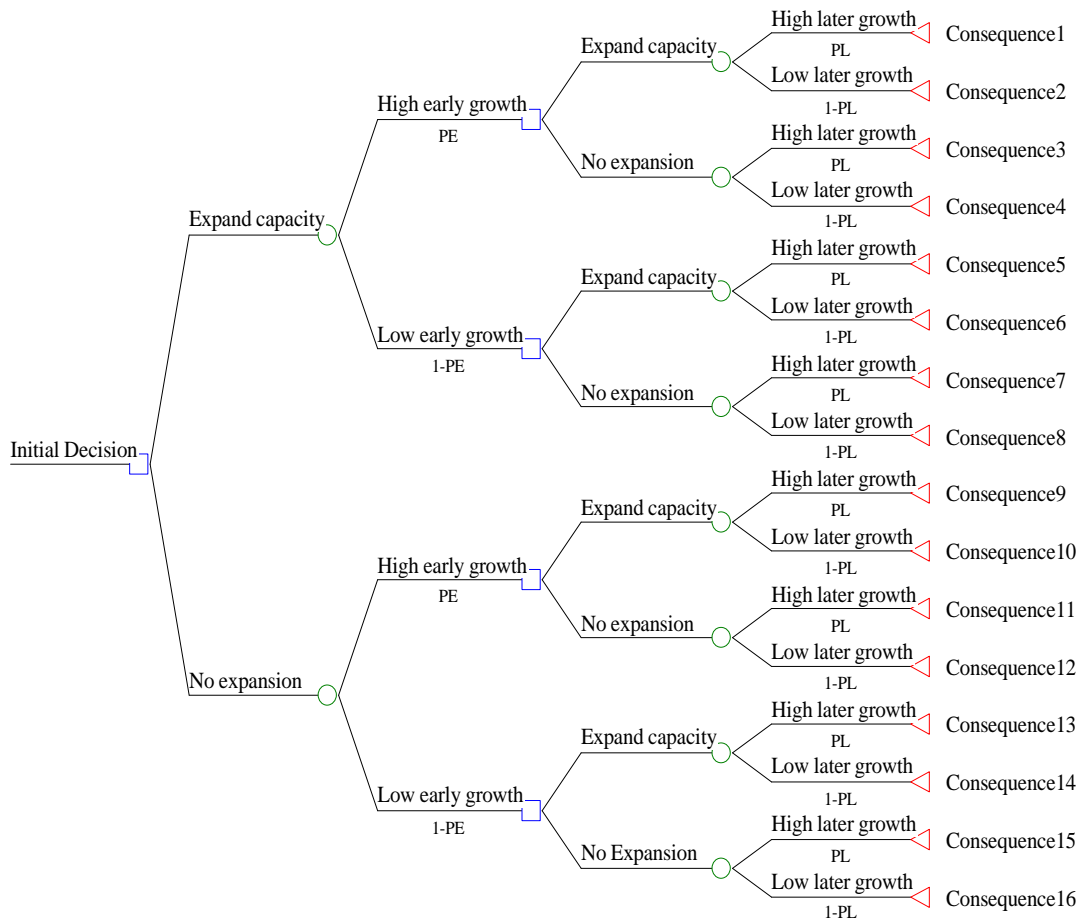 High later growth
PL
Consequence1
Expand capacity
Low later growth
1-PL
Consequence2
High early growth
PE
High later growth
PL
Consequence3
No expansion
Low later growth
1-PL
Consequence4
Expand capacity
High later growth
PL
Consequence5
Expand capacity
Low later growth
1-PL
Consequence6
Low early growth
1-PE
High later growth
PL
Consequence7
No expansion
Low later growth
1-PL
Consequence8
Initial Decision
High later growth
PL
Consequence9
Expand capacity
Low later growth
1-PL
Consequence10
High early growth
PE
High later growth
PL
Consequence11
No expansion
Low later growth
1-PL
Consequence12
No expansion
High later growth
PL
Consequence13
Expand capacity
Low later growth
1-PL
Consequence14
Low early growth
1-PE
High later growth
PL
Consequence15
No Expansion
Low later growth
1-PL
Consequence16